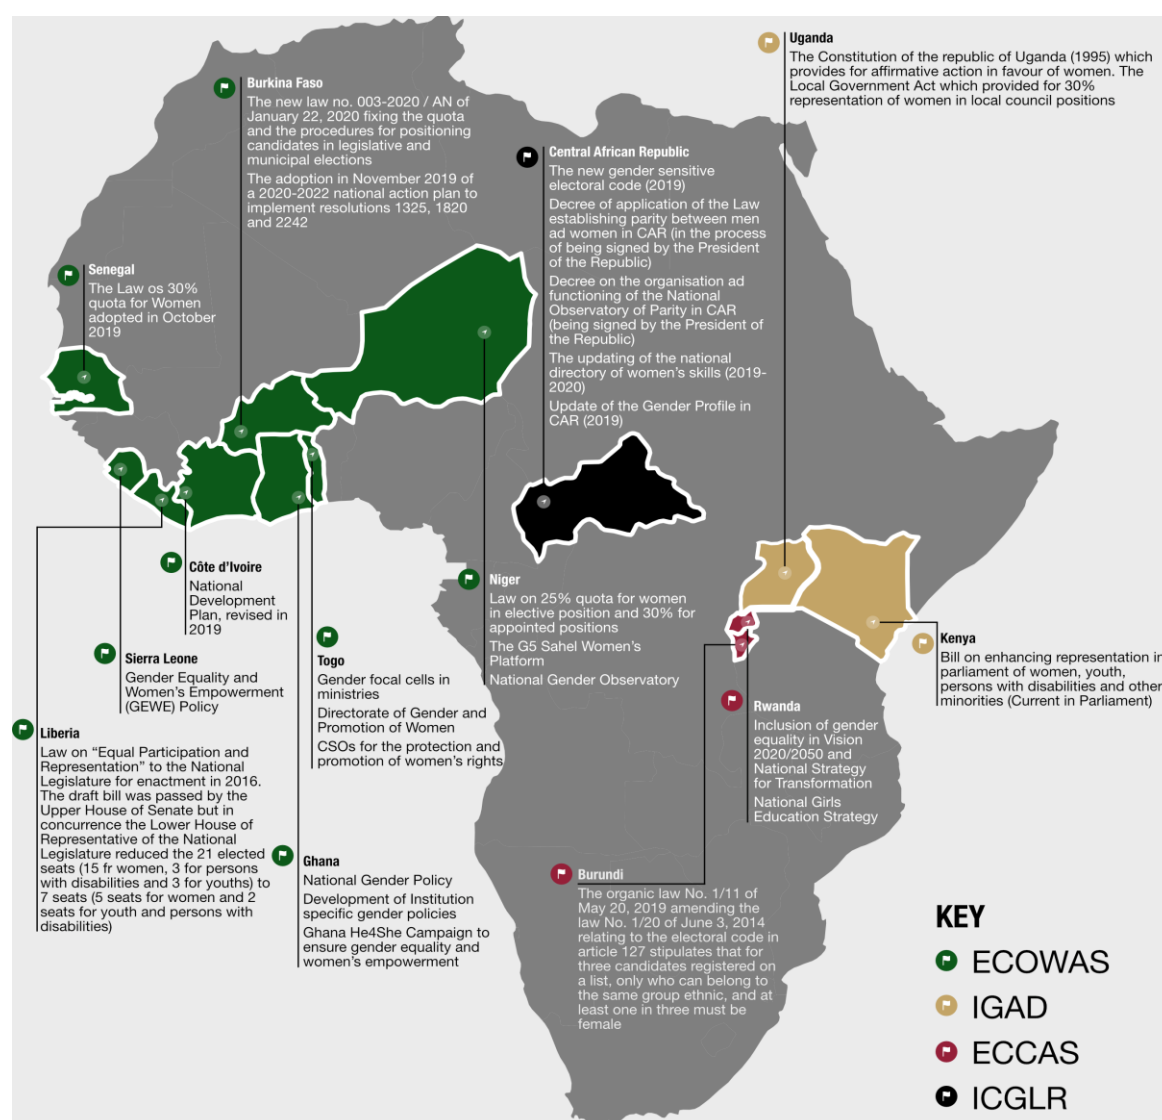 Uganda
The Constitution of the republic of Uganda (1995) which
provides for affirmative action in favour of women. The
Local Government Act which provided for 30%
representation of women in local council positions
Burkina Faso
The new law no. 003-2020 / AN of
January 22, 2020 fixing the quota
and the procedures for positioning
candidates in legislative and
municipal elections
The adoption in November 2019 of
a 2020-2022 national action plan to
implement resolutions 1325, 1820
and 2242
Central African Republic
The new gender sensitive
electoral code (2019)
Decree of application of the Law
establishing parity between men
ad women in CAR (in the process
of being signed by the President
of the Republic)
Decree on the organisation ad
functioning of the National
Observatory of Parity in CAR
(being signed by the President of
the Republic)
The updating of the national
directory of women's skills (2019-
2020)
Update of the Gender Profile in
CAR (2019)
Senegal
The Law os 30%
quota for Women
adopted in October
2019
Côte d'Ivoire
National
Development
Plan, revised in
2019
Niger
Law on 25% quota for women
in elective position and 30% for
appointed positions
The G5 Sahel Women's
Platform
National Gender Observatory
Kenya
Bill on enhancing representation in
parliament of women, youth,
persons with disabilities and other
minorities (Current in Parliament)
Sierra Leone
Gender Equality and
Women's Empowerment
(GEWE) Policy
Togo
Gender focal cells in
ministries
Directorate of Gender and
Promotion of Women
CSOs for the protection and
promotion of women's rights
Rwanda
Inclusion of gender
equality in Vision
2020/2050 and
National Strategy
for Transformation
National Girls
Education Strategy
Liberia
Law on "Equal Participation and
Representation" to the National
Legislature for enactment in 2016.
The draft bill was passed by the
Upper House of Senate but in
concurrence the Lower House of
Representative of the National
Legislature reduced the 21 elected
seats (15 fr women, 3 for persons
with disabilities and 3 for youths) to
7 seats (5 seats for women and 2
seats for youth and persons with
disabilities)
Ghana
National Gender Policy
Development of Institution
specific gender policies
Ghana He4She Campaign to
ensure gender equality and
women's empowerment
Burundi
The organic law No. 1/11 of
May 20, 2019 amending the
law No. 1/20 of June 3, 2014
relating to the electoral code in
article 127 stipulates that for
three candidates registered on
a list, only who can belong to
the same group ethnic, and at
least one in three must be
female
KEY
ECOWAS
IGAD
ECCAS
ICGLR